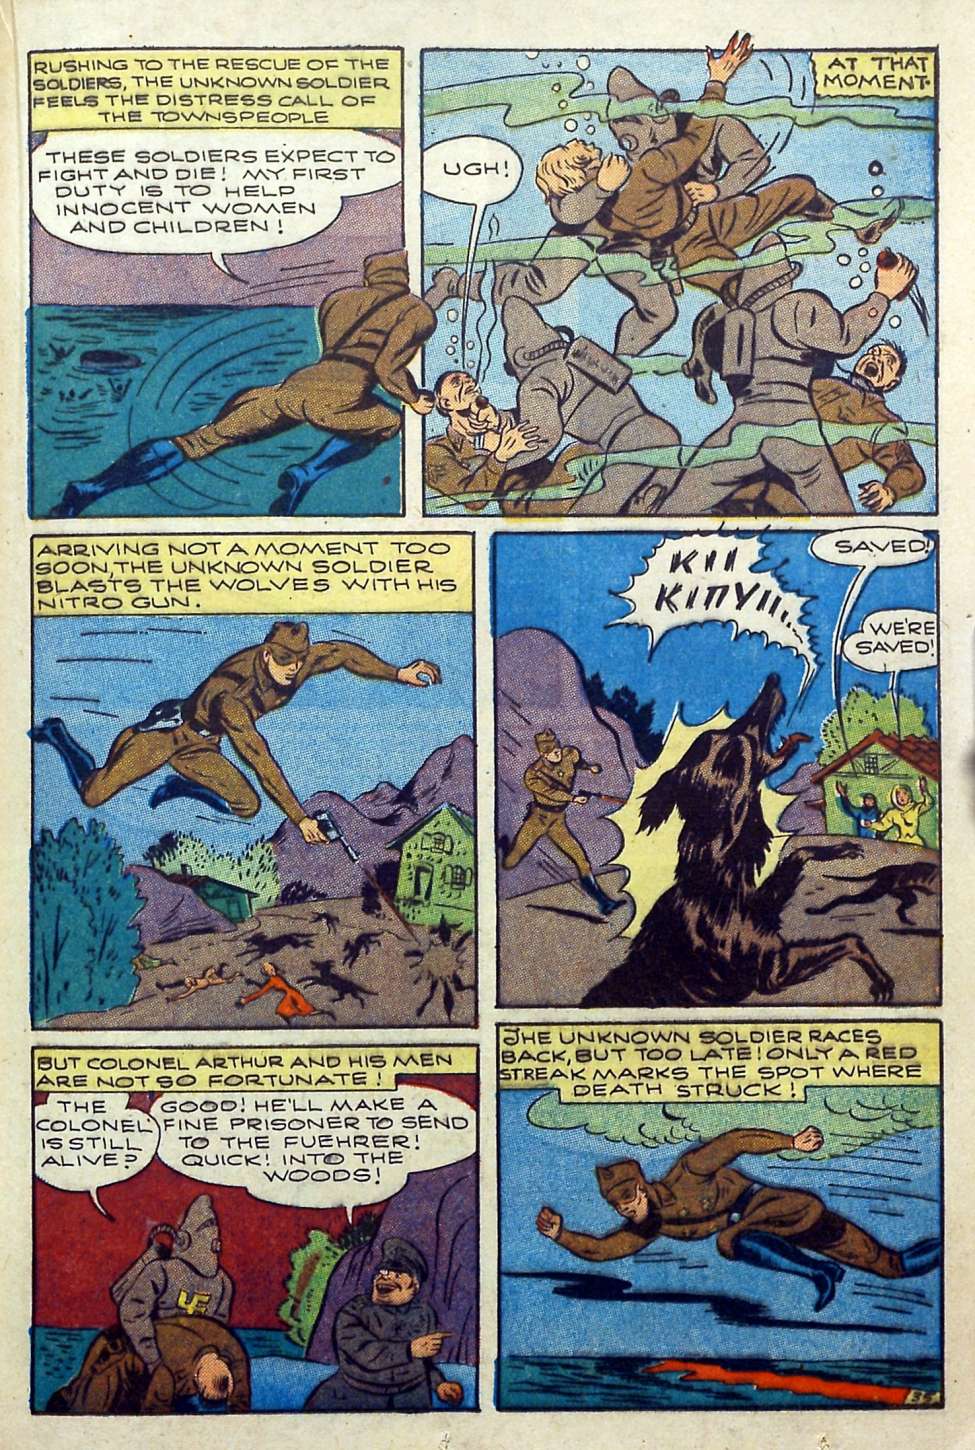 RUSHING TO THE RESCUE OF THE
SOLDIERS, THE UNKNOWN SOLDIER
FEELS THE DISTRESS CALL OF
THE TOWNSPEOPLE
THESE SOLDIERS EXPECT TO
FIGHT AND DIE! MY FIRST
DUTY IS TO HELP
INNOCENT WOMEN
AND CHILDREN!
AT THAT
MOMENT-
UGH!
ARRIVING NOT A MOMENT TOO
SOON, THE UNKNOWN SOLDIER
BLASTS THE WOLVES WITH HIS
NITRO GUN.
KII
KIПYII...
SAVED!
WE'RE
SAVED!
BUT COLONEL ARTHUR AND HIS MEN
ARE NOT SO FORTUNATE!
THE
COLONEL
IS STILL
ALIVE?
GOOD! HE'LL MAKE A
FINE PRISONER TO SEND
TO THE FUEHRER!
QUICK! INTO THE
WOODS!
THE UNKNOWN SOLDIER RACES
BACK, BUT TOO LATE! ONLY A RED
STREAK MARKS THE SPOT WHERE
DEATH STRUCK!
35